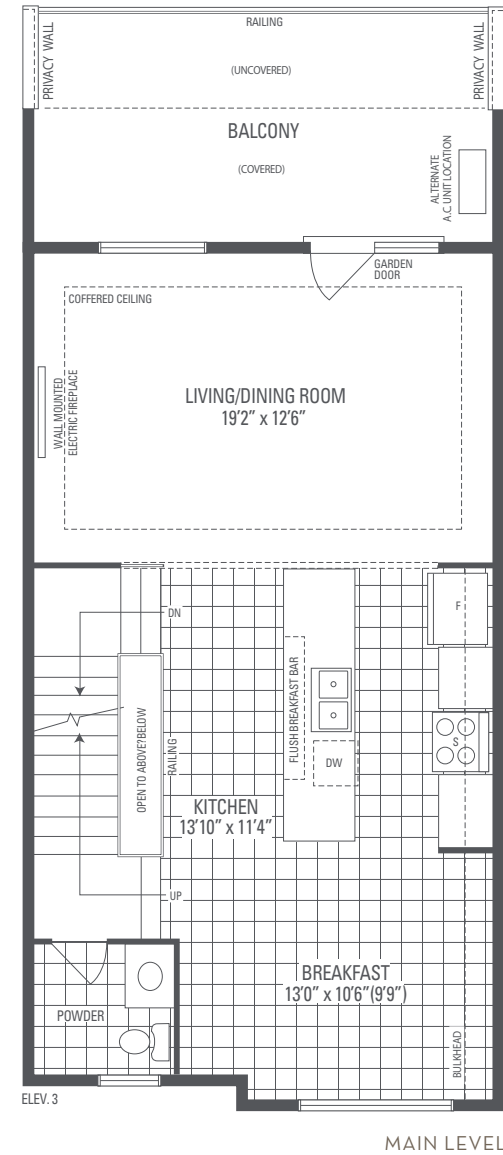 RAILING
PRIVACY WALL
PRIVACY WALL
(UNCOVERED)
BALCONY
(COVERED)
ALTERNATE
A.C. UNIT LOCATION
GARDEN
DOOR
COFFERED CEILING
WALL MOUNTED
ELECTRIC FIREPLACE
LIVING/DINING ROOM
19'2” x 12'6”
DN
F
OPEN TO ABOVE?BELOW
RAILING
FLUSH BREAKFAST BAR
S
DW
KITCHEN
13'10” x 11'4”
UP
BREAKFAST
13'0” x 10'6”(9'9”)
POWDER
BULKHEAD
ELEV. 3
MAIN LEVEL